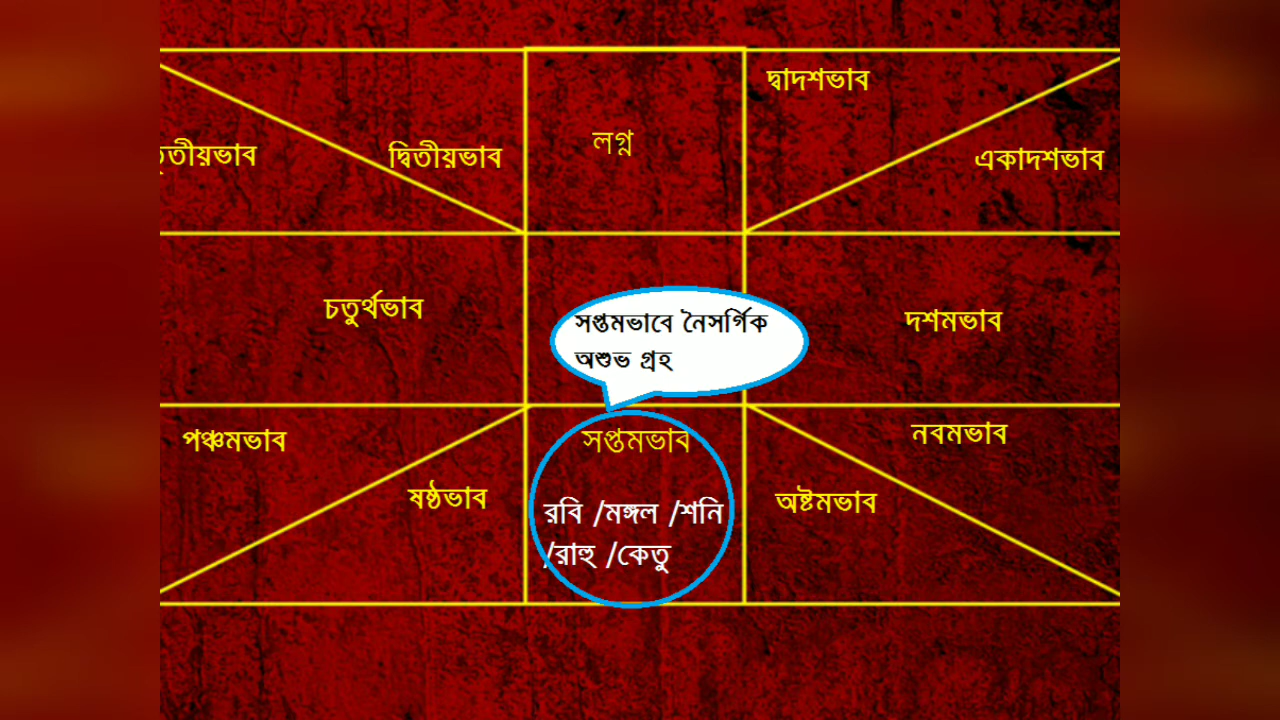 দ্বাদশভাব
লগ্ন
তৃতীয়ভাব
দ্বিতীয়ভাব
একাদশভাব
চতুর্থভাব
সপ্তমভাবে নৈসর্গিক
অশুভ গ্রহ
দশমভাব
পঞ্চমভাব
সপ্তমভাব
নবমভাব
ষষ্ঠভাব
অষ্টমভাব
রবি /মঙ্গল /শনি
/রাহু /কেতু